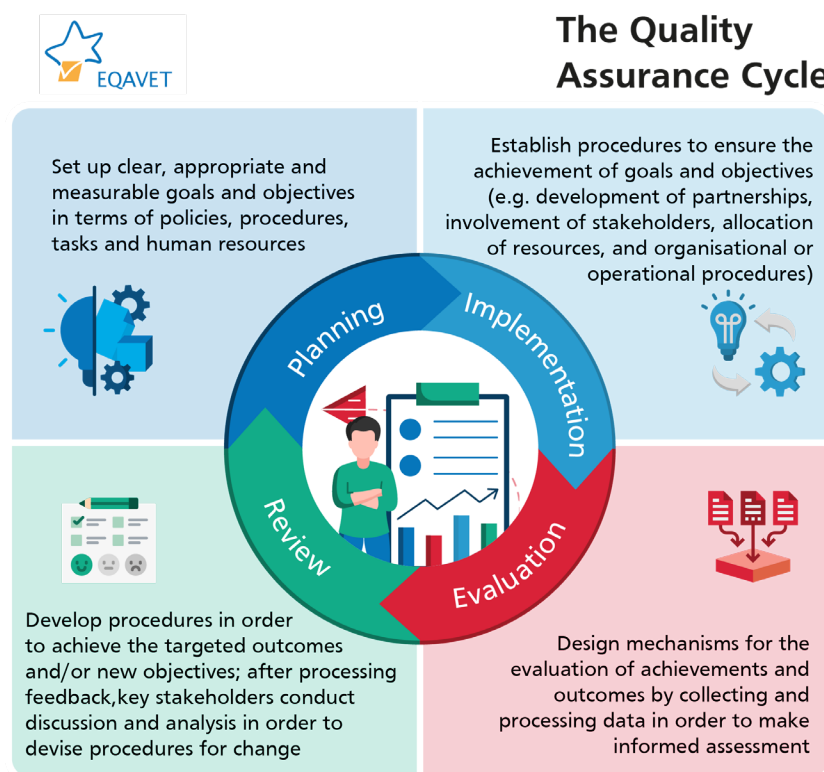 EQAVET
The Quality
Assurance Cycle
Set up clear, appropriate and
measurable goals and objectives
in terms of policies, procedures,
tasks and human resources
Establish procedures to ensure the
achievement of goals and objectives
(e.g. development of partnerships,
involvement of stakeholders, allocation
of resources, and organisational or
operational procedures)
Planning
Implementation
Review
Evaluation
Develop procedures in order
to achieve the targeted outcomes
and/or new objectives; after processing
feedback,key stakeholders conduct
discussion and analysis in order to
devise procedures for change
Design mechanisms for the
evaluation of achievements and
outcomes by collecting and
processing data in order to make
informed assessment